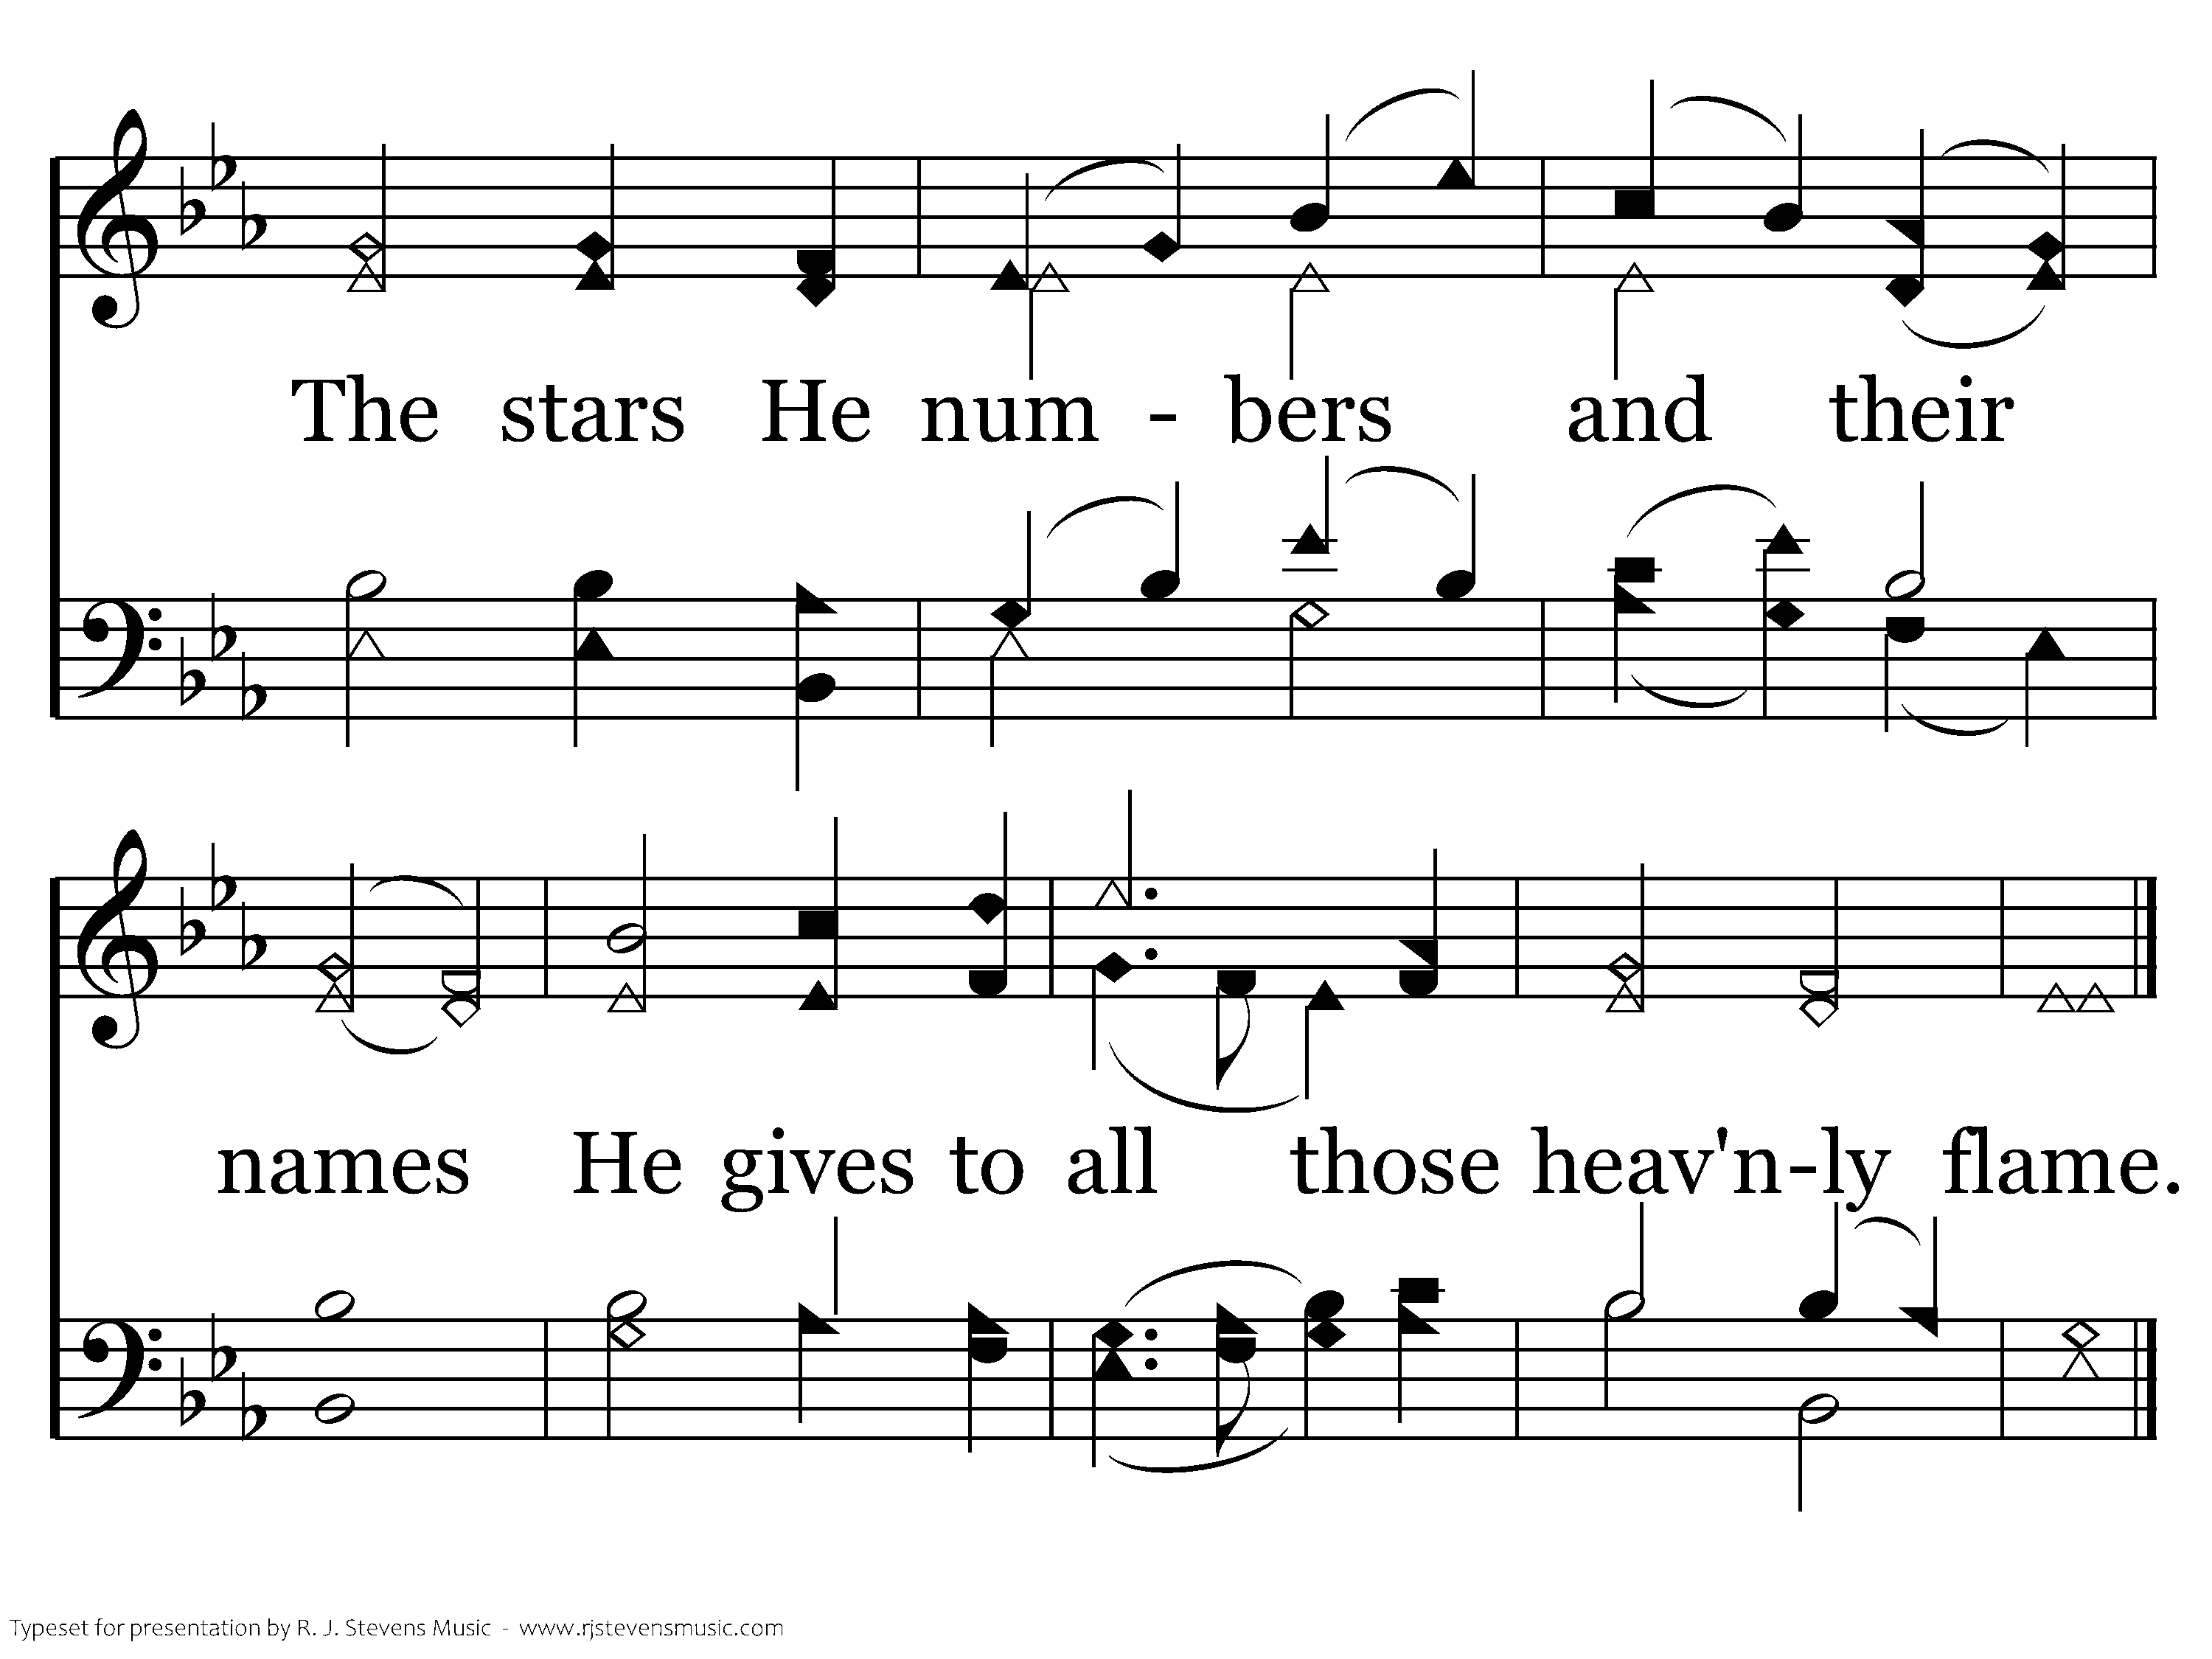 The stars He num - bers and their
names He gives to all those heav'n-ly flame.
Typeset for presentation by R. J. Stevens Music - www.rjstevensmusic.com